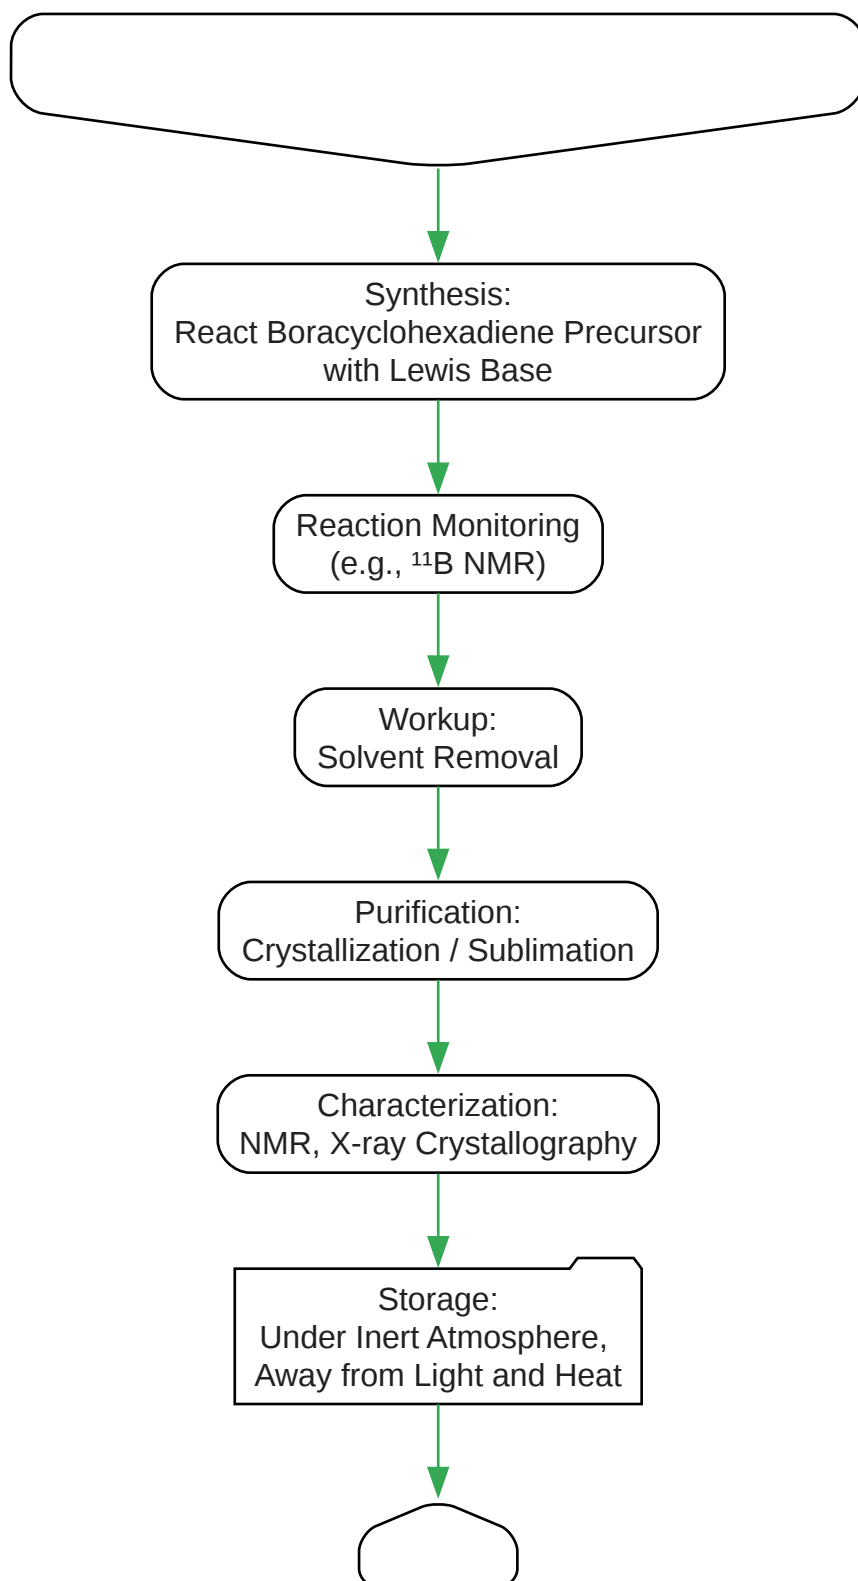 Synthesis:
React Boracyclohexadiene Precursor
with Lewis Base
Reaction Monitoring
(e.g., ¹¹B NMR)
Workup:
Solvent Removal
Purification:
Crystallization / Sublimation
Characterization:
NMR, X-ray Crystallography
Storage:
Under Inert Atmosphere,
Away from Light and Heat